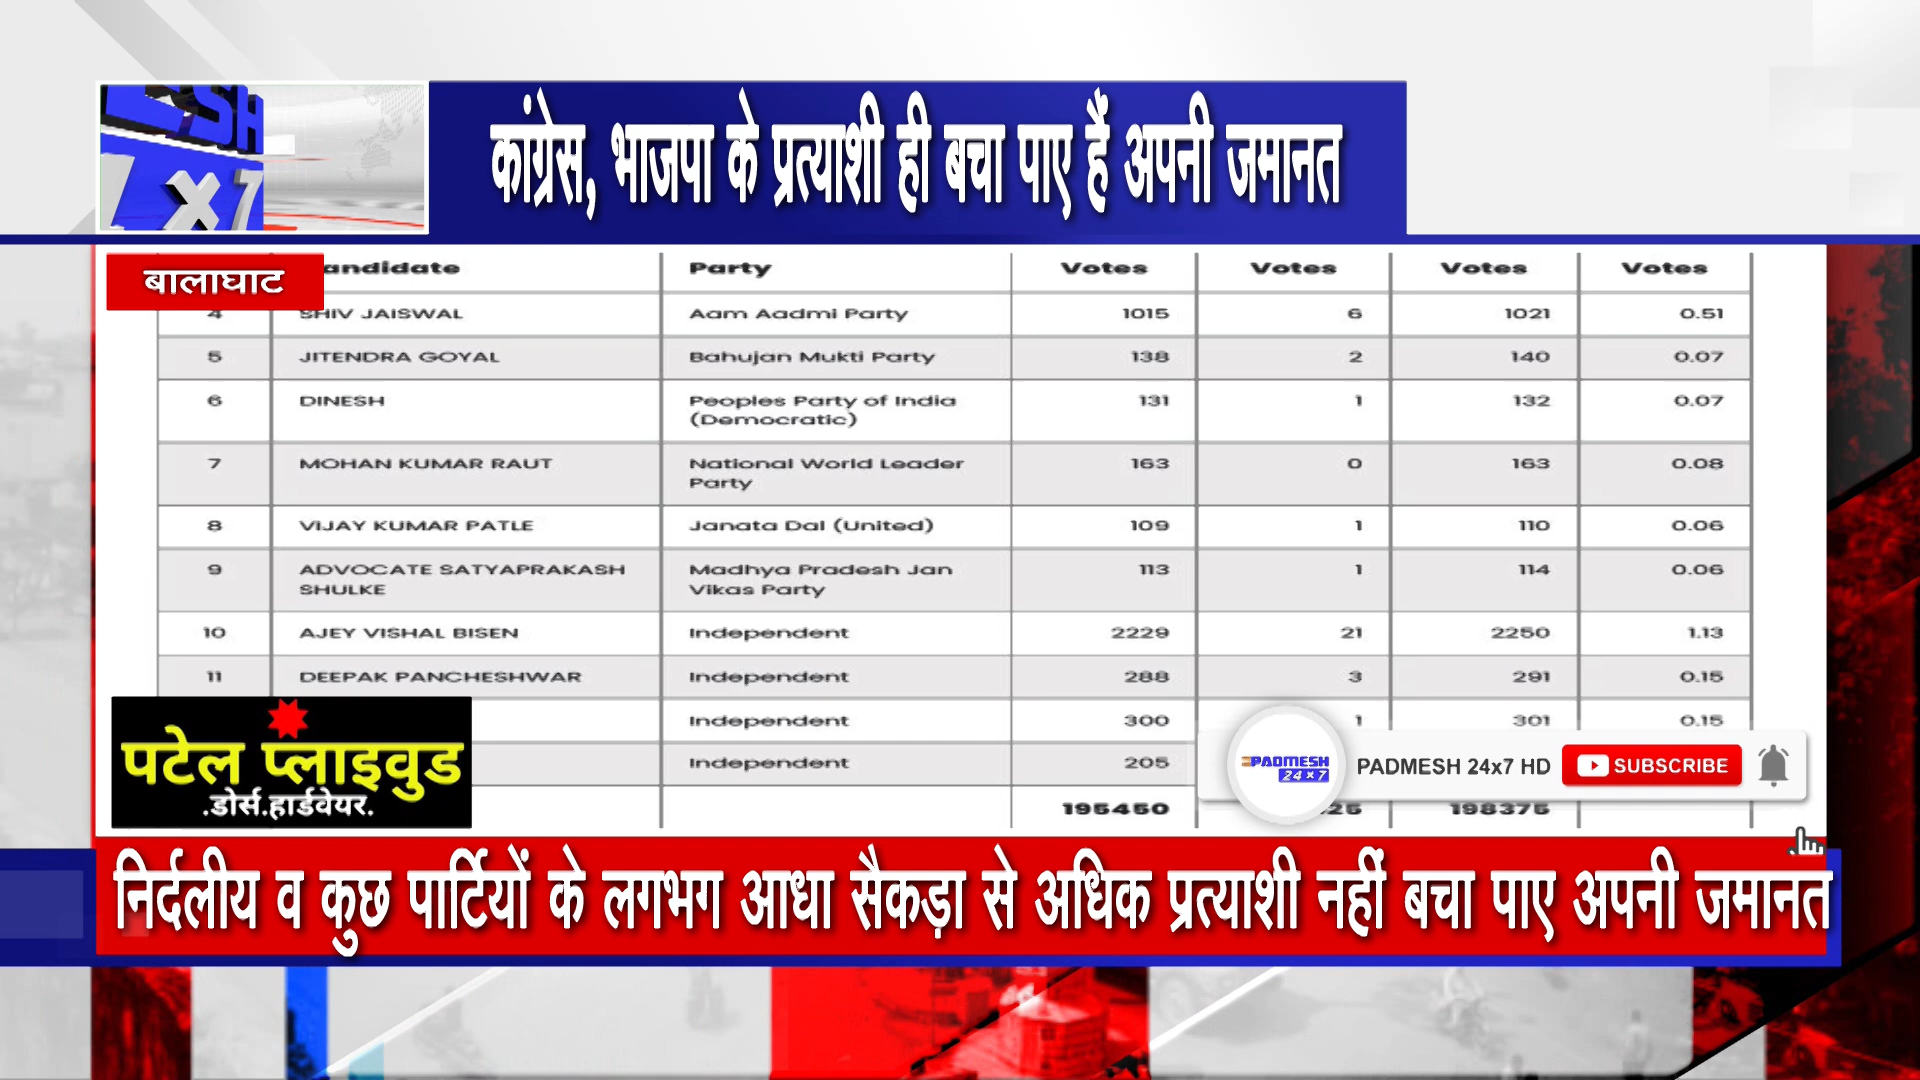 कांग्रेस, भाजपा के प्रत्याशी ही बचा पाए हैं अपनी जमानत
SH
x7
बालाघाट
andidate Party Votes Votes Votes Votes
4 SHIV JAISWAL Aam Aadmi Party 1015 6 1021 0.51
5 JITENDRA GOYAL Bahujan Mukti Party 138 2 140 0.07
6 DINESH Peoples Party of India (Democratic) 131 1 132 0.07
7 MOHAN KUMAR RAUT National World Leader Party 163 0 163 0.08
8 VIJAY KUMAR PATLE Janata Dal (United) 109 1 110 0.06
9 ADVOCATE SATYAPRAKASH SHULKE Madhya Pradesh Jan Vikas Party 113 1 114 0.06
10 AJEY VISHAL BISEN Independent 2229 21 2250 1.13
11 DEEPAK PANCHESHWAR Independent 288 3 291 0.15
Independent 300 1 301 0.15
Independent 205
195450 25 198375
पटेल प्लाइवुड
.डोर्स.हार्डवेयर.
PADMESH
24x7
PADMESH 24x7 HD SUBSCRIBE
निर्दलीय व कुछ पार्टियों के लगभग आधा सैकड़ा से अधिक प्रत्याशी नहीं बचा पाए अपनी जमानत